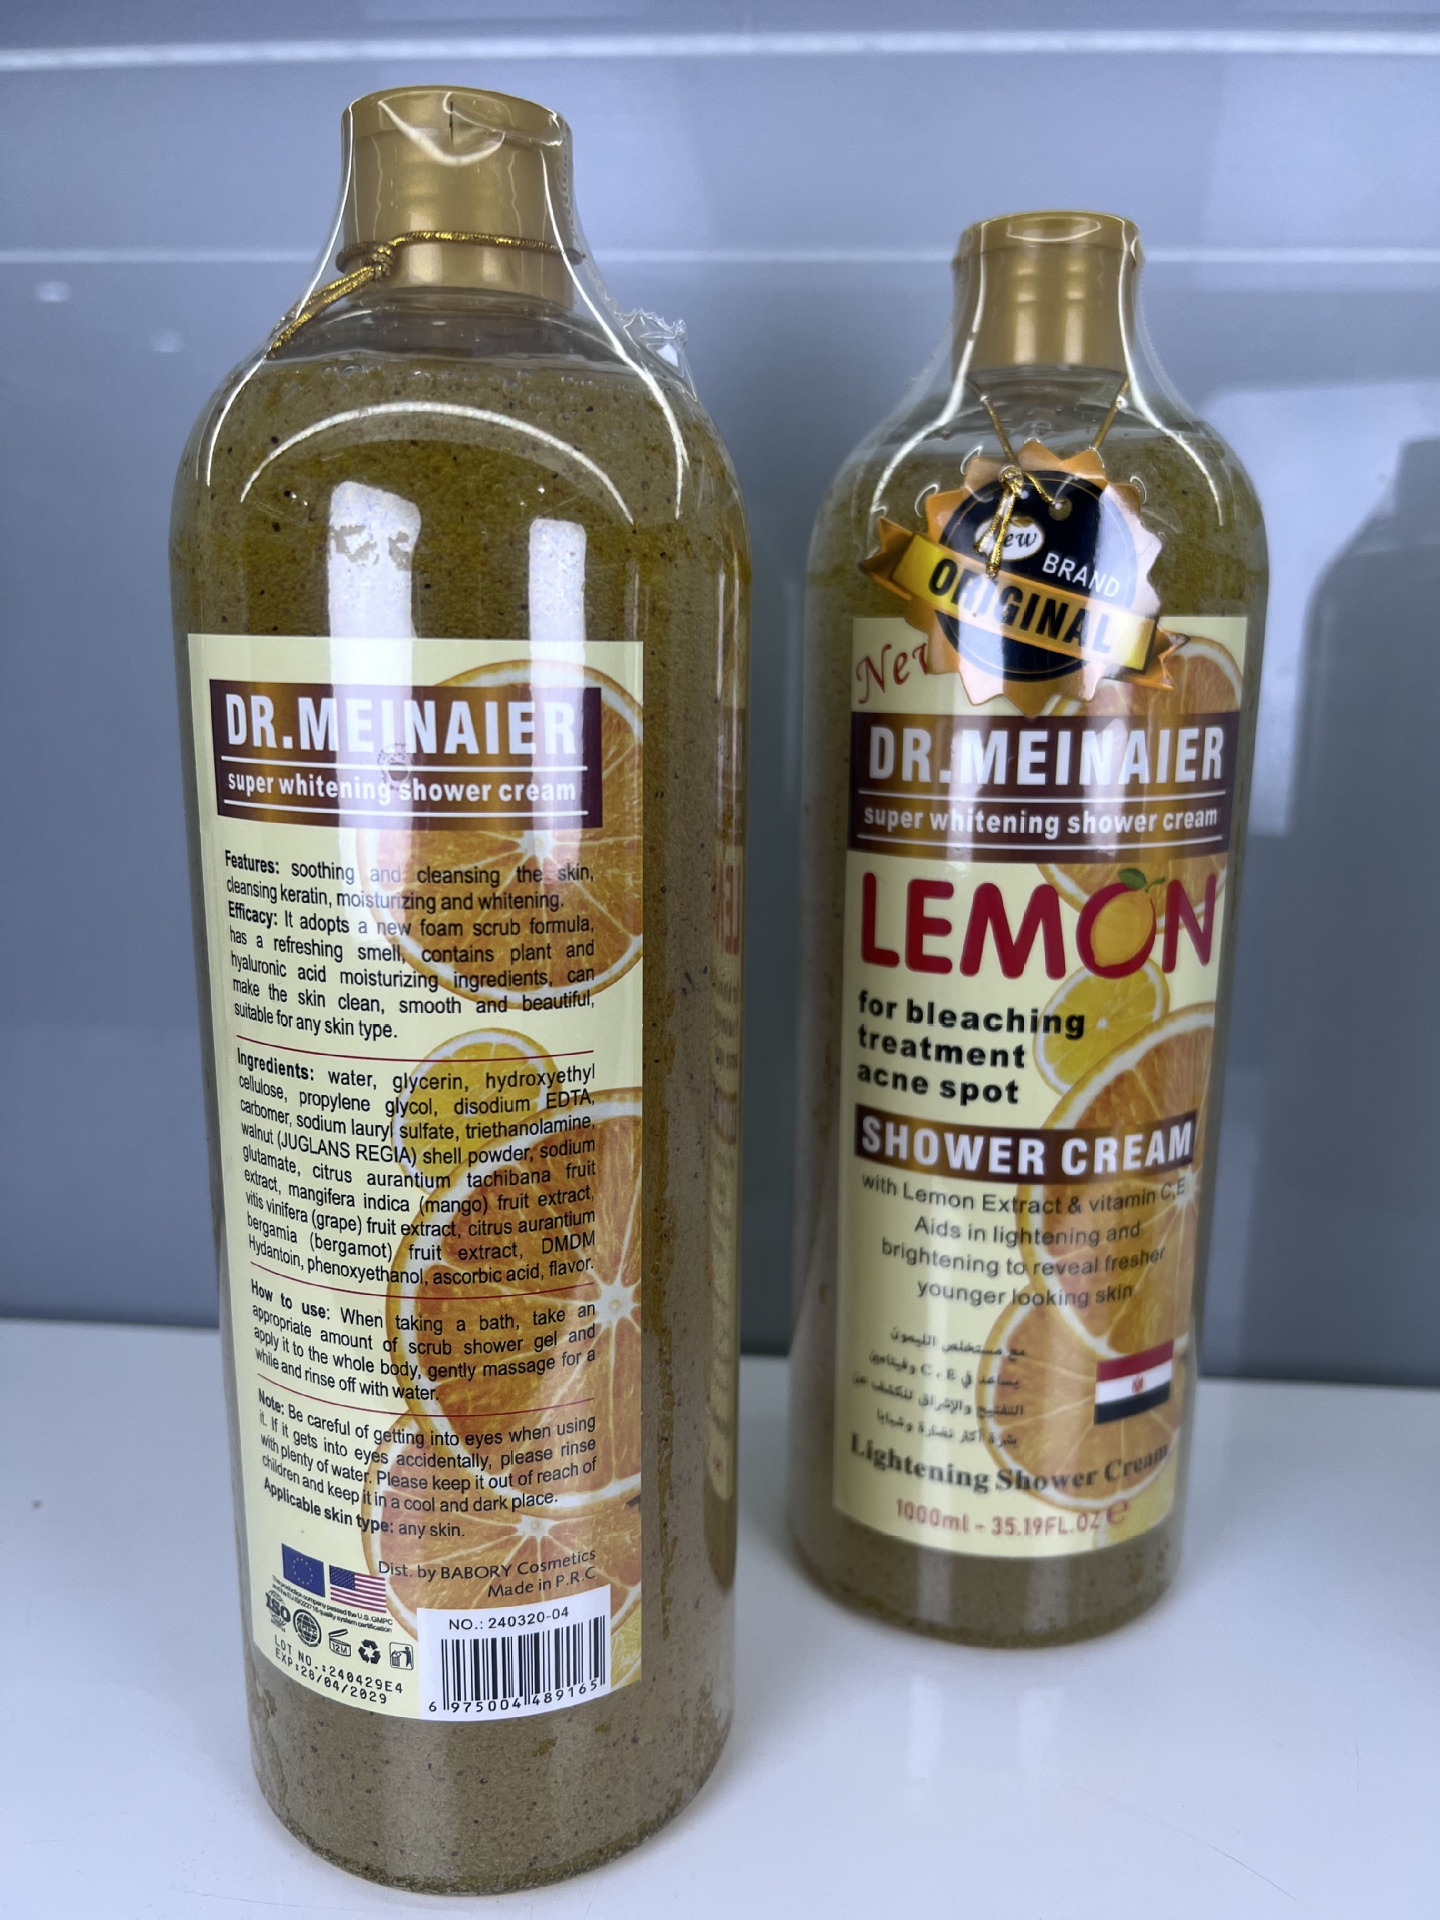 DR.MEINAIER
super whitening shower cream
Features: soothing and cleansing the skin,
cleansing keratin, moisturizing and whitening.
Efficacy: It adopts a new foam scrub formula,
has a refreshing smell, contains plant and
hyaluronic acid moisturizing ingredients, can
make the skin clean, smooth and beautiful,
suitable for any skin type.
Ingredients: water, glycerin, hydroxyethyl
cellulose, propylene glycol, disodium EDTA,
carbomer, sodium lauryl sulfate, triethanolamine,
walnut (JUGLANS REGIA) shell powder, sodium
glutamate, citrus aurantium tachibana fruit
extract, mangifera indica (mango) fruit extract,
vitis vinifera (grape) fruit extract, citrus aurantium
bergamia (bergamot) fruit extract, DMDM
Hydantoin, phenoxyethanol, ascorbic acid, flavor.
How to use: When taking a bath, take an
appropriate amount of scrub shower gel and
apply it to the whole body, gently massage for a
while and rinse off with water.
Note: Be careful of getting into eyes when using
it. If it gets into eyes accidentally, please rinse
with plenty of water. Please keep it out of reach of
children and keep it in a cool and dark place.
Applicable skin type: any skin.
Dist. by BABORY Cosmetics
Made in P.R.C
The production company passed the U.S. GMPC
quality system certification
ISO
12M
LOT NO.:240429E4
EXP:28/04/2029
NO.: 240320-04
6 975004 489165
New
BRAND
ORIGINAL
DR.MEINAIER
super whitening shower cream
LEMON
for bleaching
treatment
acne spot
SHOWER CREAM
with Lemon Extract & vitamin C,E
Aids in lightening and
brightening to reveal fresher
younger looking skin
مع مستخلص الليمون
وفيتامين C , E يساعد في
التفتيح والإشراق للكشف عن
بشرة أكثر نضارة وشبابا
Lightening Shower Cream
1000ml - 35.19FL.OZ e